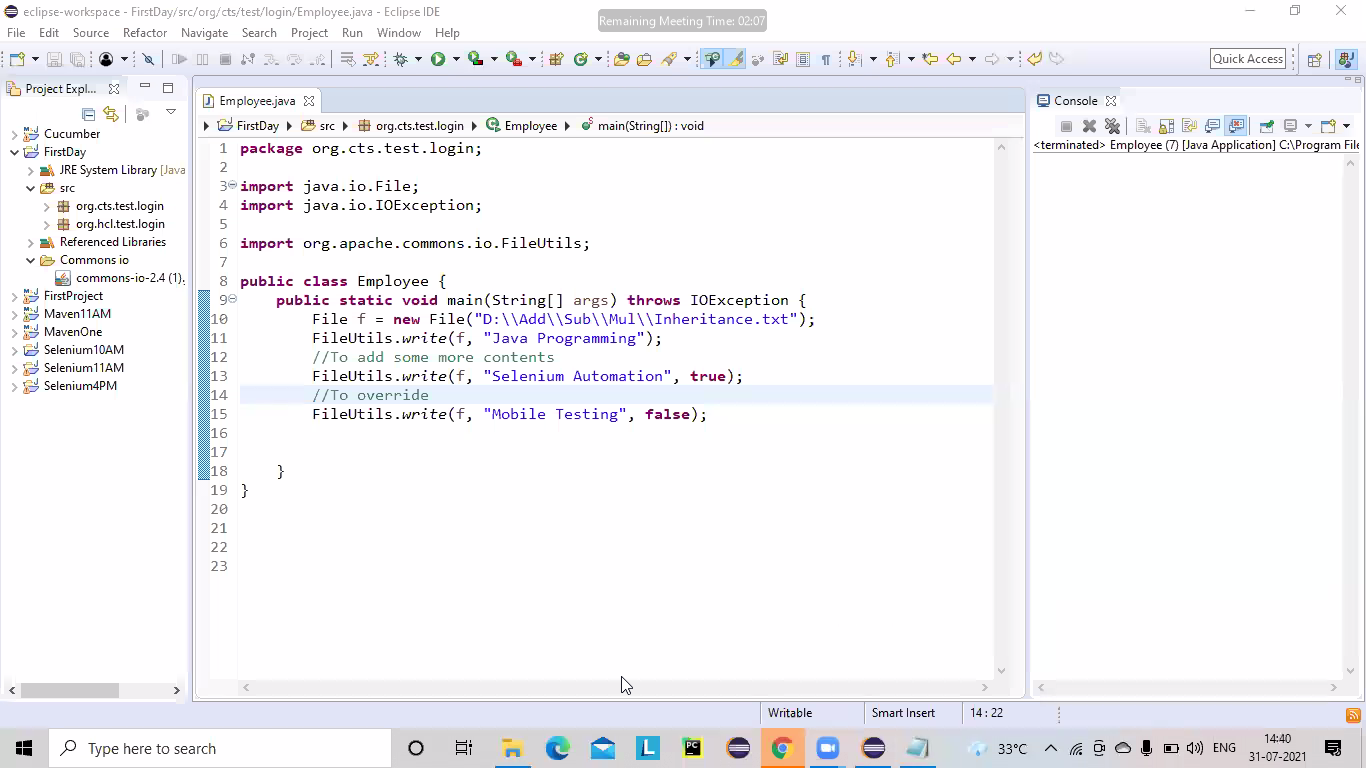 eclipse-workspace - FirstDay/src/org/cts/test/login/Employee.java - Eclipse IDE
Remaining Meeting Time: 02:07
File Edit Source Refactor Navigate Search Project Run Window Help
Quick Access
Project Expl...
Employee.java
Console
FirstDay src org.cts.test.login Employee main(String[]) : void
<terminated> Employee (7) [Java Application] C:\Program File
Cucumber
FirstDay
JRE System Library [Java
src
org.cts.test.login
org.hcl.test.login
Referenced Libraries
Commons io
commons-io-2.4 (1).
FirstProject
Maven11AM
MavenOne
Selenium10AM
Selenium11AM
Selenium4PM
1 package org.cts.test.login;
2
3 import java.io.File;
4 import java.io.IOException;
5
6 import org.apache.commons.io.FileUtils;
7
8 public class Employee {
9 public static void main(String[] args) throws IOException {
10 File f = new File("D:\\Add\\Sub\\Mul\\Inheritance.txt");
11 FileUtils.write(f, "Java Programming");
12 //To add some more contents
13 FileUtils.write(f, "Selenium Automation", true);
14 //To override
15 FileUtils.write(f, "Mobile Testing", false);
16
17
18 }
19 }
20
21
22
23
Writable Smart Insert 14 : 22
Type here to search
L
PC
33°C
ENG
14:40
31-07-2021